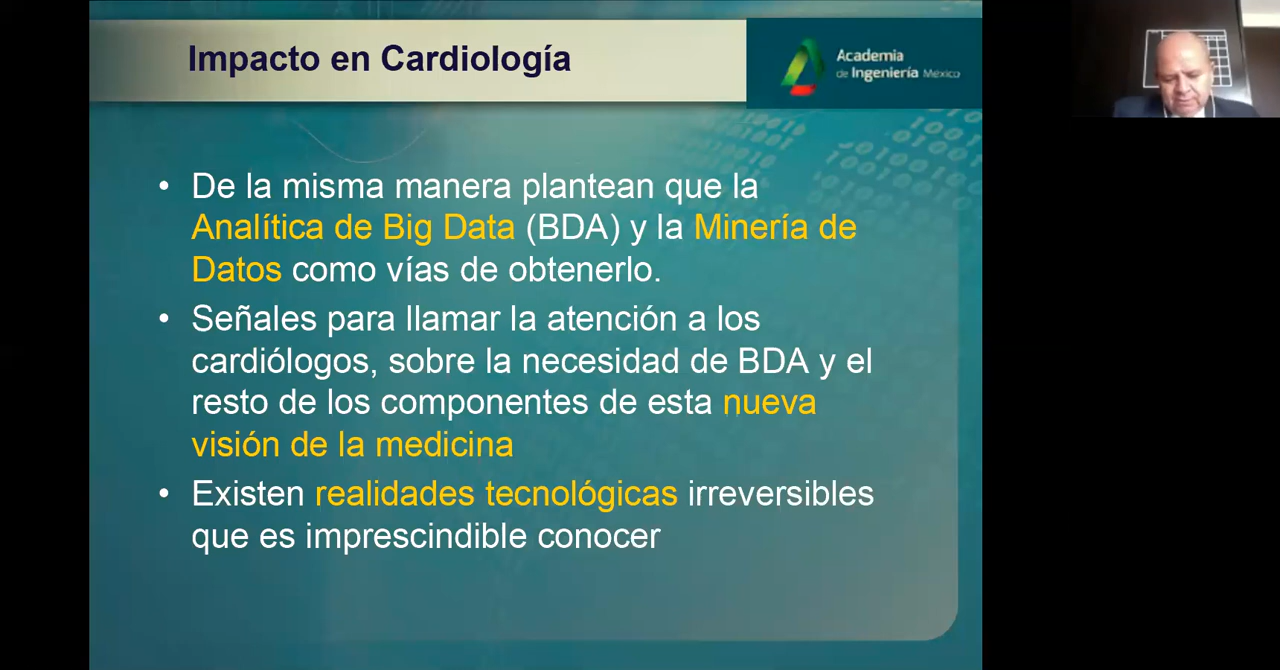 Impacto en Cardiología
Academia
de Ingeniería México
• De la misma manera plantean que la
Analítica de Big Data (BDA) y la Minería de
Datos como vías de obtenerlo.
• Señales para llamar la atención a los
cardiólogos, sobre la necesidad de BDA y el
resto de los componentes de esta nueva
visión de la medicina
• Existen realidades tecnológicas irreversibles
que es imprescindible conocer